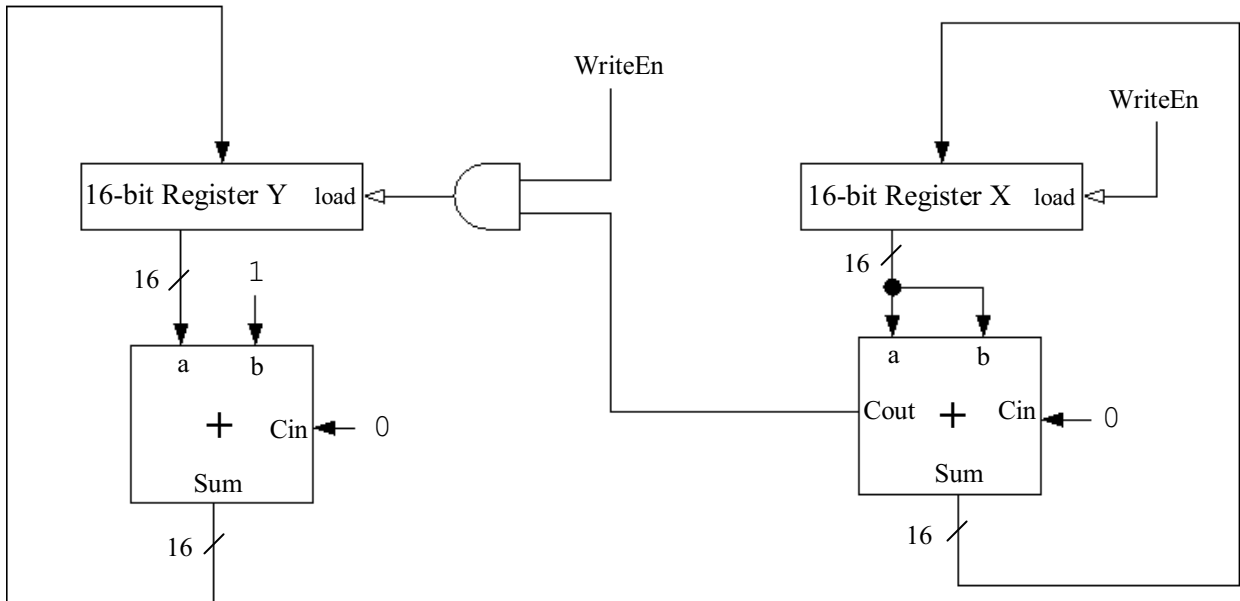 WriteEn
WriteEn
16-bit Register Y load
16-bit Register X load
16
1
16
a b
a b
Cout + Cin 0
+ Cin 0
Sum
Sum
16
16